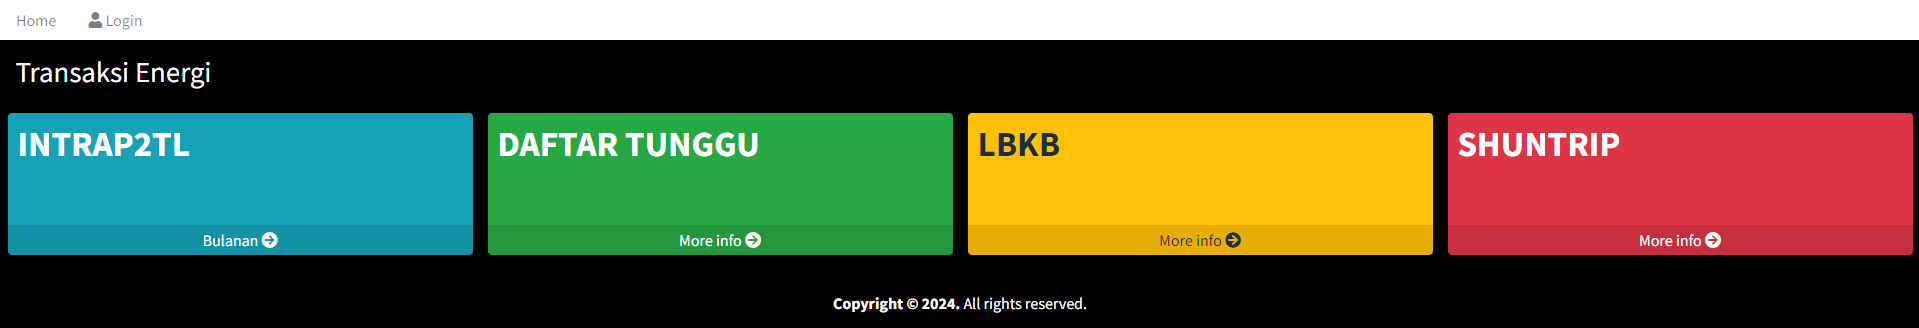 Home Login
Transaksi Energi
INTRAP2TL DAFTAR TUNGGU LBKB SHUNTRIP
Bulanan More info More info More info
Copyright © 2024. All rights reserved.